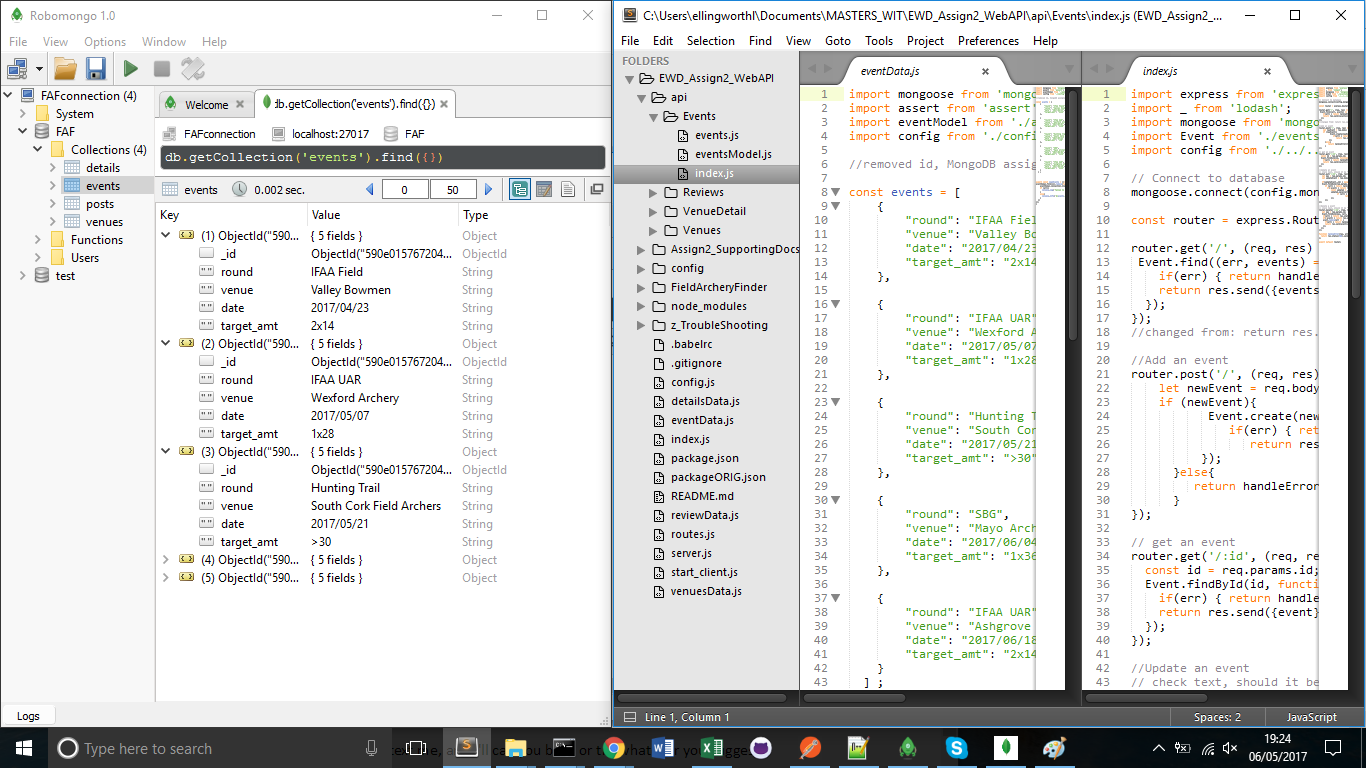 Robomongo 1.0
File View Options Window Help
FAFconnection (4)
System
FAF
Collections (4)
details
events
posts
venues
Functions
Users
test
Welcome
db.getCollection('events').find({})
FAFconnection localhost:27017 FAF
db.getCollection('events').find({})
events 0.002 sec. 0 50
Key Value Type
(1) ObjectId("590... { 5 fields } Object
_id ObjectId("590e015767204... ObjectId
round IFAA Field String
venue Valley Bowmen String
date 2017/04/23 String
target_amt 2x14 String
(2) ObjectId("590... { 5 fields } Object
_id ObjectId("590e015767204... ObjectId
round IFAA UAR String
venue Wexford Archery String
date 2017/05/07 String
target_amt 1x28 String
(3) ObjectId("590... { 5 fields } Object
_id ObjectId("590e015767204... ObjectId
round Hunting Trail String
venue South Cork Field Archers String
date 2017/05/21 String
target_amt >30 String
(4) ObjectId("590... { 5 fields } Object
(5) ObjectId("590... { 5 fields } Object
Logs
C:\Users\ellingworthl\Documents\MASTERS_WIT\EWD_Assign2_WebAPI\api\Events\index.js (EWD_Assign2_...
File Edit Selection Find View Goto Tools Project Preferences Help
FOLDERS
EWD_Assign2_WebAPI
api
Events
events.js
eventsModel.js
index.js
Reviews
VenueDetail
Venues
Assign2_SupportingDocs
config
FieldArcheryFinder
node_modules
z_TroubleShooting
.babelrc
.gitignore
config.js
detailsData.js
eventData.js
index.js
package.json
packageORIG.json
README.md
reviewData.js
routes.js
server.js
start_client.js
venuesData.js
eventData.js
1 import mongoose from 'mongo
2 import assert from 'assert'
3 import eventModel from './a
4 import config from './confi
5
6 //removed id, MongoDB assig
7
8 const events = [
9 {
10 "round": "IFAA Fiel
11 "venue": "Valley Bo
12 "date": "2017/04/23
13 "target_amt": "2x14
14 },
15
16 {
17 "round": "IFAA UAR"
18 "venue": "Wexford A
19 "date": "2017/05/07
20 "target_amt": "1x28
21 },
22
23 {
24 "round": "Hunting T
25 "venue": "South Cor
26 "date": "2017/05/21
27 "target_amt": ">30"
28 },
29
30 {
31 "round": "SBG",
32 "venue": "Mayo Arch
33 "date": "2017/06/04
34 "target_amt": "1x36
35 },
36
37 {
38 "round": "IFAA UAR"
39 "venue": "Ashgrove
40 "date": "2017/06/18
41 "target_amt": "2x14
42 }
43 ] ;
index.js
1 import express from 'expres
2 import _ from 'lodash';
3 import mongoose from 'mongo
4 import Event from './events
5 import config from './../..
6
7 // Connect to database
8 mongoose.connect(config.mon
9
10 const router = express.Rout
11
12 router.get('/', (req, res)
13 Event.find((err, events) =
14 if(err) { return handle
15 return res.send({events
16 });
17 });
18 //changed from: return res.
19
20 //Add an event
21 router.post('/', (req, res)
22 let newEvent = req.body
23 if (newEvent){
24 Event.create(new
25 if(err) { ret
26 return res
27 });
28 }else{
29 return handleError
30 }
31 });
32
33 // get an event
34 router.get('/:id', (req, re
35 const id = req.params.id;
36 Event.findById(id, functi
37 if(err) { return handle
38 return res.send({event}
39 });
40 });
41
42 //Update an event
43 // check text, should it be
Line 1, Column 1 Spaces: 2 JavaScript
Type here to search
19:24
06/05/2017